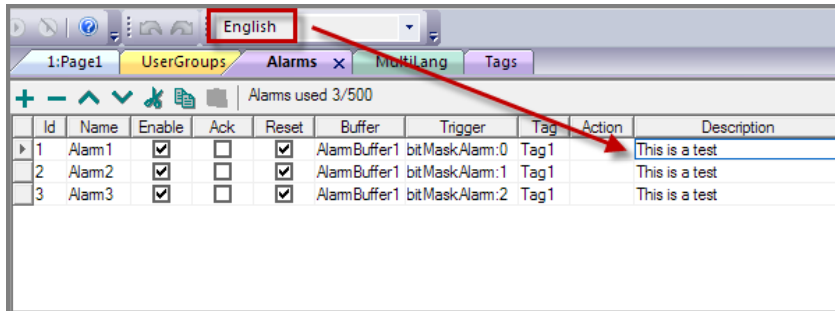 English
1:Page1 UserGroups Alarms x MultiLang Tags
Alarms used 3/500
Id Name Enable Ack Reset Buffer Trigger Tag Action Description
1 Alarm1 AlarmBuffer1 bitMaskAlarm:0 Tag1 This is a test
2 Alarm2 AlarmBuffer1 bitMaskAlarm:1 Tag1 This is a test
3 Alarm3 AlarmBuffer1 bitMaskAlarm:2 Tag1 This is a test